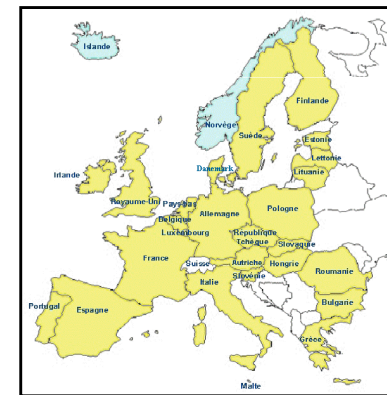 Islande
Norvège
Finlande
Suède
Estonie
Lettonie
Lituanie
Danemark
Irlande
Royaume-Uni
Pays-Bas
Belgique
Luxembourg
Allemagne
Pologne
République
Tchèque
Slovaquie
France
Suisse
Autriche
Hongrie
Slovénie
Italie
Roumanie
Bulgarie
Portugal
Espagne
Grèce
Malte